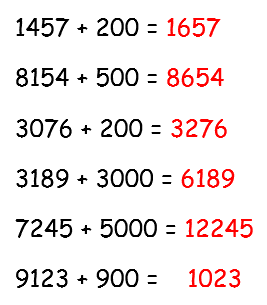 1457 + 200 = 1657
8154 + 500 = 8654
3076 + 200 = 3276
3189 + 3000 = 6189
7245 + 5000 = 12245
9123 + 900 = 1023